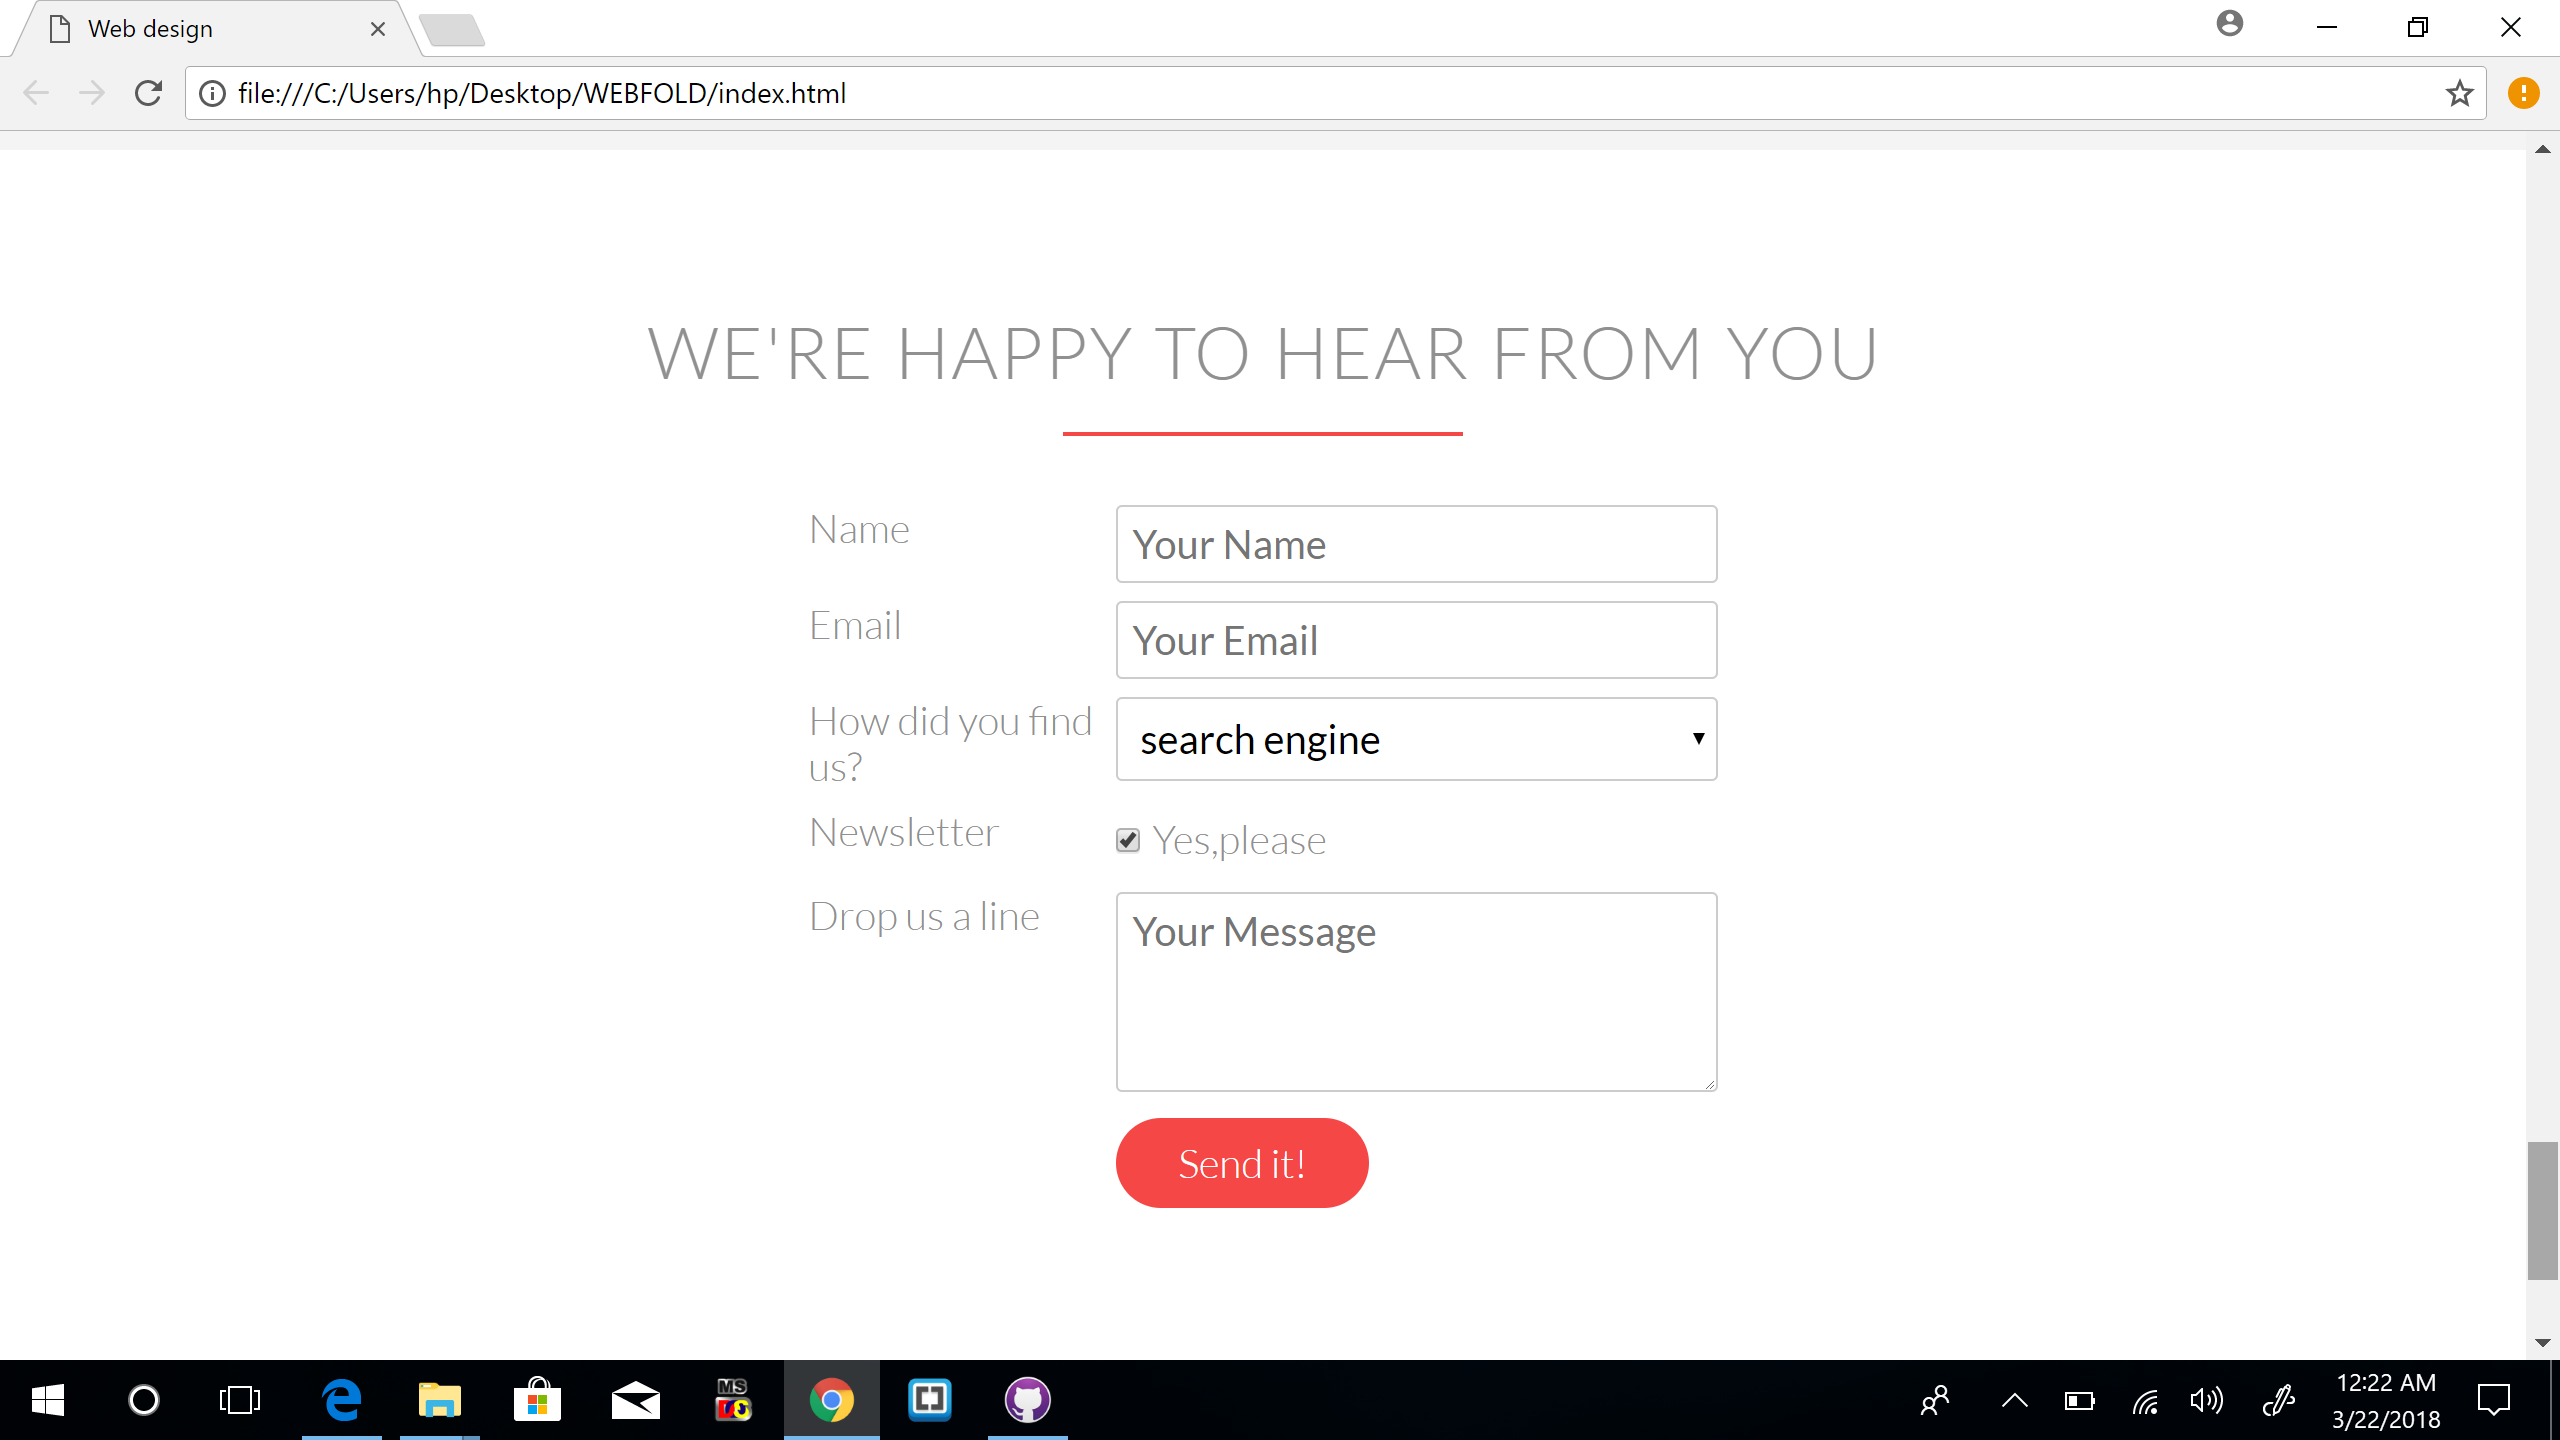 Web design
file:///C:/Users/hp/Desktop/WEBFOLD/index.html
WE'RE HAPPY TO HEAR FROM YOU
Name
Your Name
Email
Your Email
How did you find
us?
search engine
Newsletter
Yes,please
Drop us a line
Your Message
Send it!
MS
DOS
12:22 AM
3/22/2018